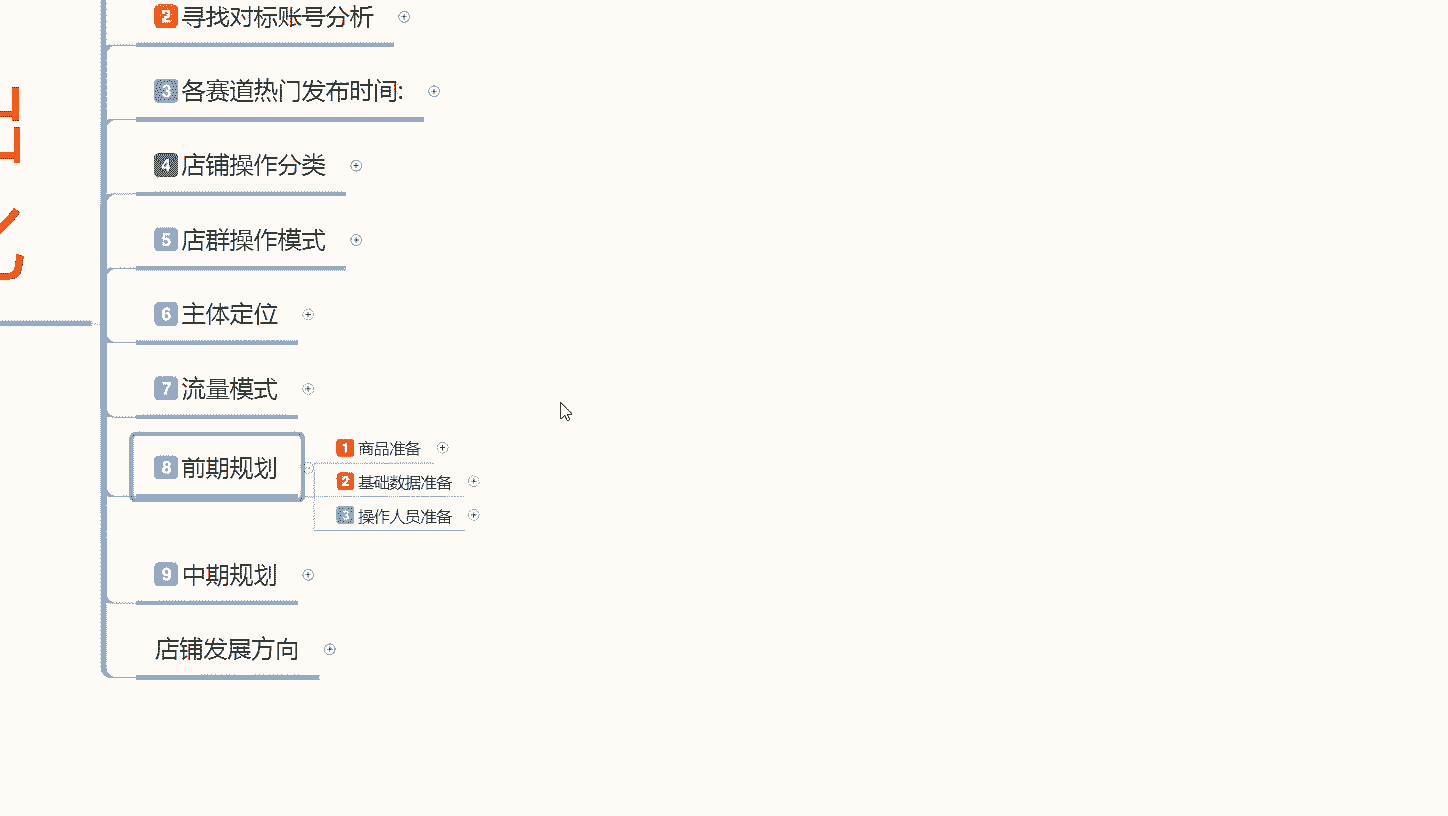 2 寻找对标账号分析
3 各赛道热门发布时间:
4 店铺操作分类
5 店群操作模式
6 主体定位
7 流量模式
8 前期规划
1 商品准备
2 基础数据准备
3 操作人员准备
9 中期规划
店铺发展方向